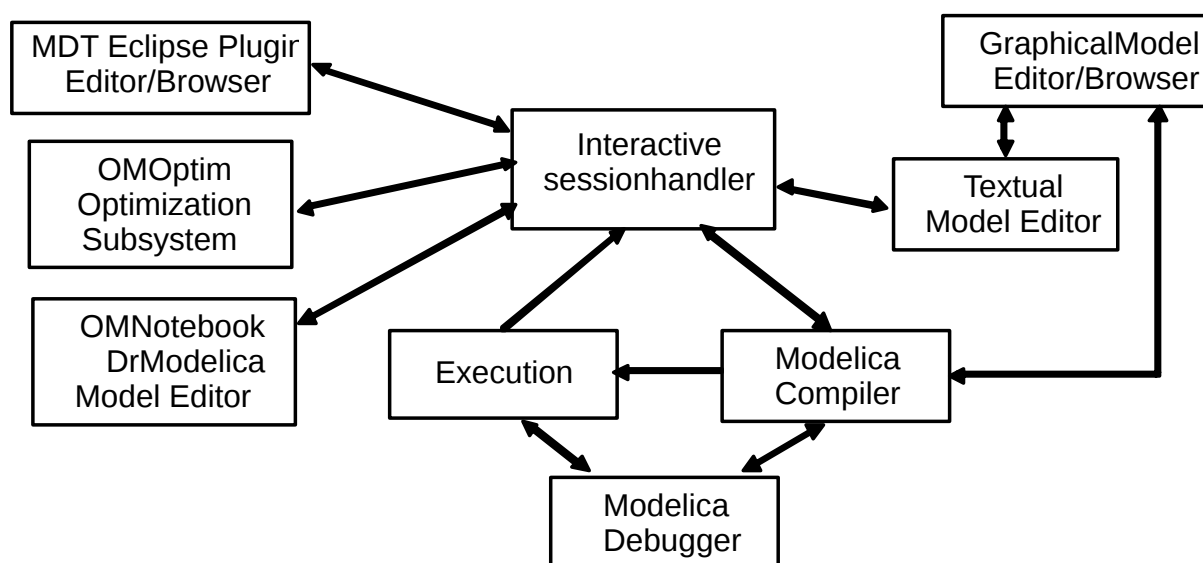 MDT Eclipse Plugin
Editor/Browser
GraphicalModel
Editor/Browser
Interactive
sessionhandler
OMOptim
Optimization
Subsystem
Textual
Model Editor
OMNotebook
DrModelica
Model Editor
Execution
Modelica
Compiler
Modelica
Debugger